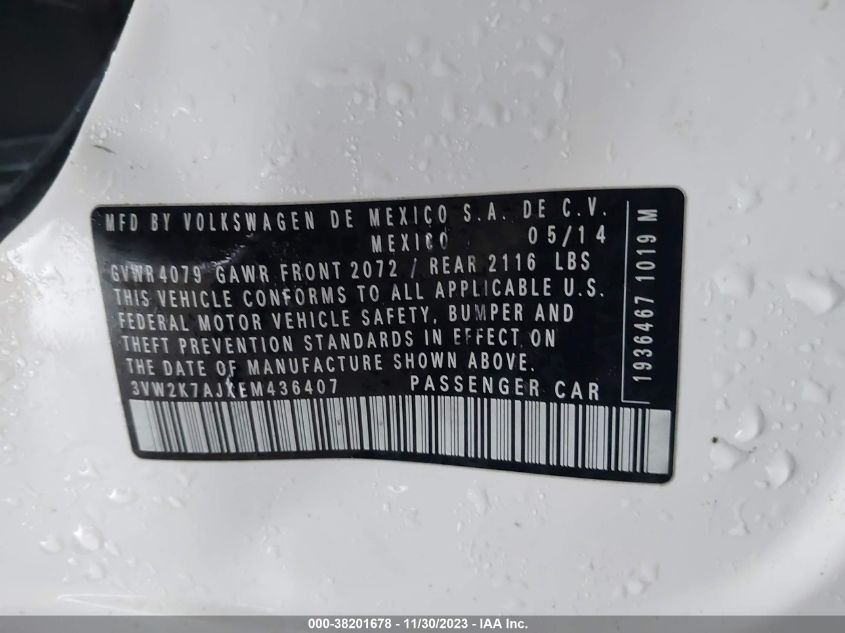 MFD BY VOLKSWAGEN DE MEXICO S.A. DE C.V.
MEXICO 05/14
GVWR4079 GAWR FRONT 2072 / REAR 2116 LBS
THIS VEHICLE CONFORMS TO ALL APPLICABLE U.S.
FEDERAL MOTOR VEHICLE SAFETY, BUMPER AND
THEFT PREVENTION STANDARDS IN EFFECT ON
THE DATE OF MANUFACTURE SHOWN ABOVE.
3VW2K7AJXEM436407 PASSENGER CAR
1936467 1019 M
000-38201678 - 11/30/2023 - IAA Inc.